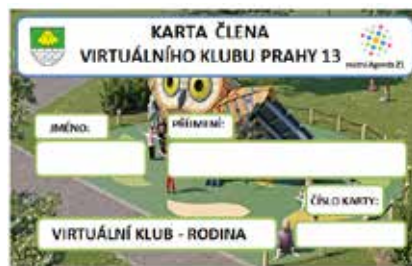 KARTA ČLENA
VIRTUÁLNÍHO KLUBU PRAHY 13
JMÉNO:
PŘÍJMENÍ:
ČÍSLO KARTY:
VIRTUÁLNÍ KLUB - RODINA